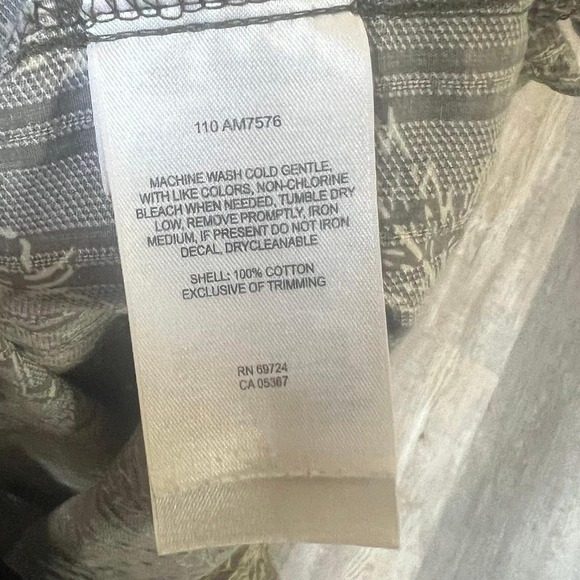 110 AM7576
MACHINE WASH COLD GENTLE,
WITH LIKE COLORS, NON-CHLORINE
BLEACH WHEN NEEDED, TUMBLE DRY
LOW, REMOVE PROMPTLY, IRON
MEDIUM, IF PRESENT DO NOT IRON
DECAL, DRYCLEANABLE
SHELL: 100% COTTON
EXCLUSIVE OF TRIMMING
RN 69724
CA 05367